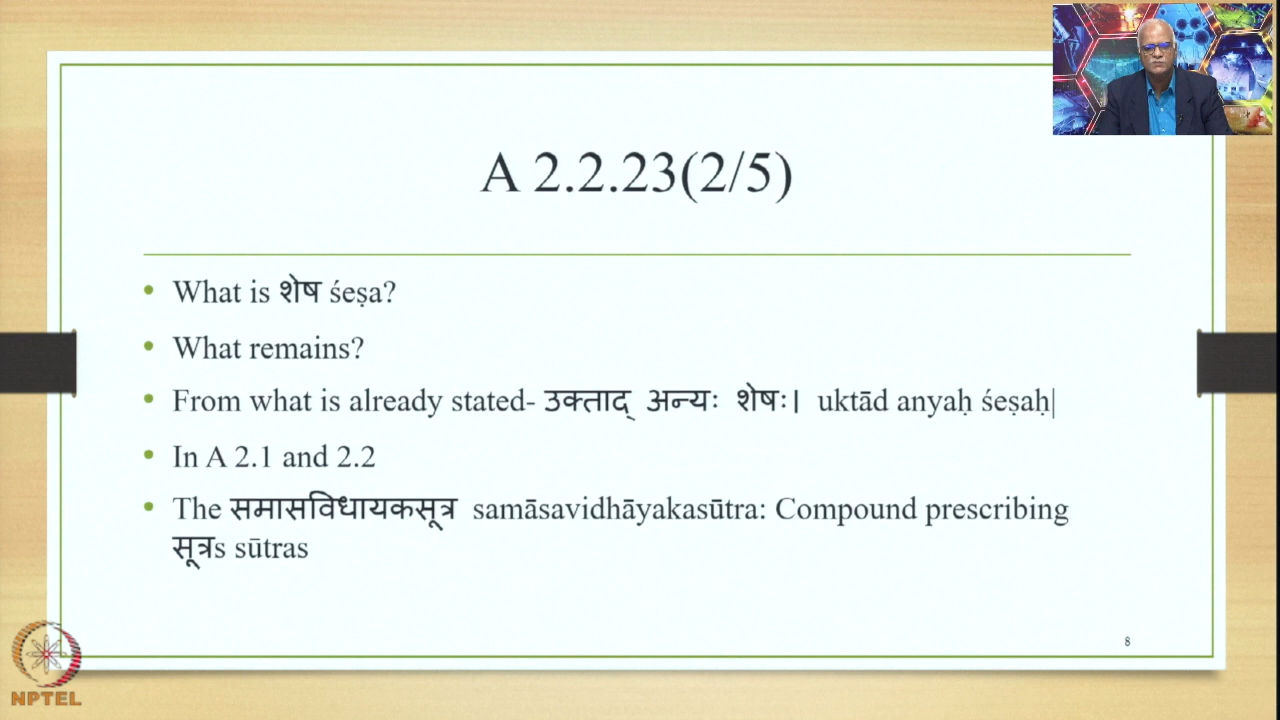 A 2.2.23(2/5)
• What is शेष śeṣa?
• What remains?
• From what is already stated- उक्ताद् अन्यः शेषः। uktād anyaḥ śeṣaḥ|
• In A 2.1 and 2.2
• The समासविधायकसूत्र samāsavidhāyakasūtra: Compound prescribing
सूत्रs sūtras
8
NPTEL